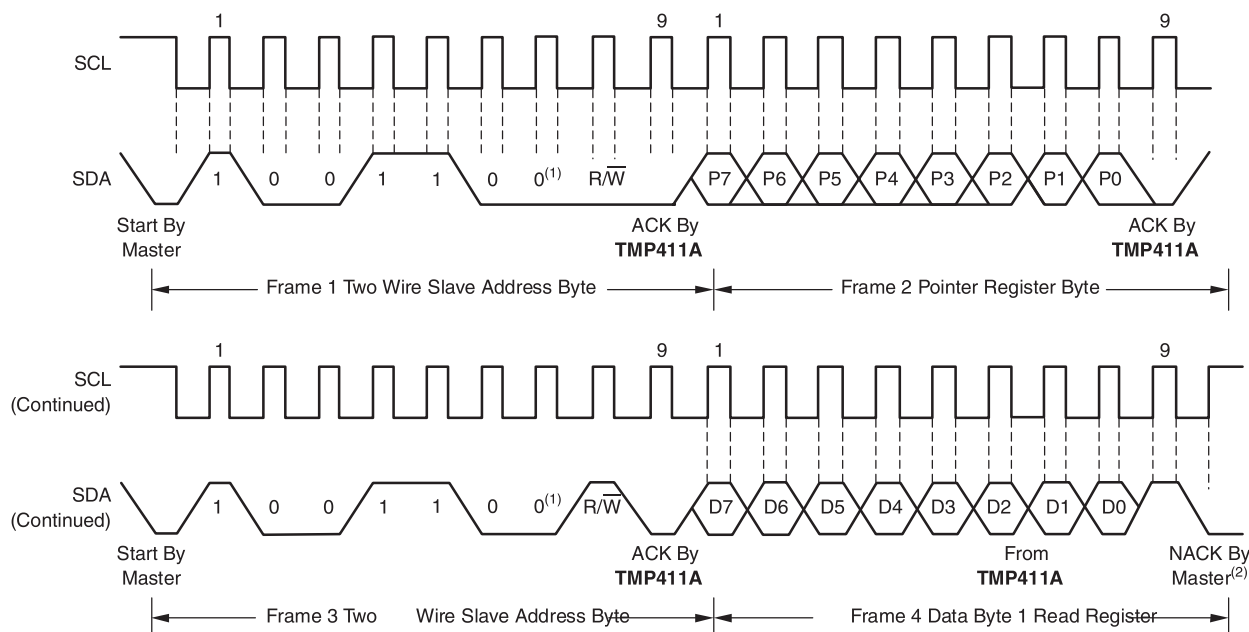 1 9 1 9
SCL
SDA 1 0 0 1 1 0 0(1) R/W P7 P6 P5 P4 P3 P2 P1 P0
Start By ACK By ACK By
Master TMP411A TMP411A
Frame 1 Two Wire Slave Address Byte Frame 2 Pointer Register Byte
1 9 1 9
SCL
(Continued)
SDA
(Continued) 1 0 0 1 1 0 0(1) R/W D7 D6 D5 D4 D3 D2 D1 D0
Start By ACK By From NACK By
Master TMP411A TMP411A Master(2)
Frame 3 Two Wire Slave Address Byte Frame 4 Data Byte 1 Read Register